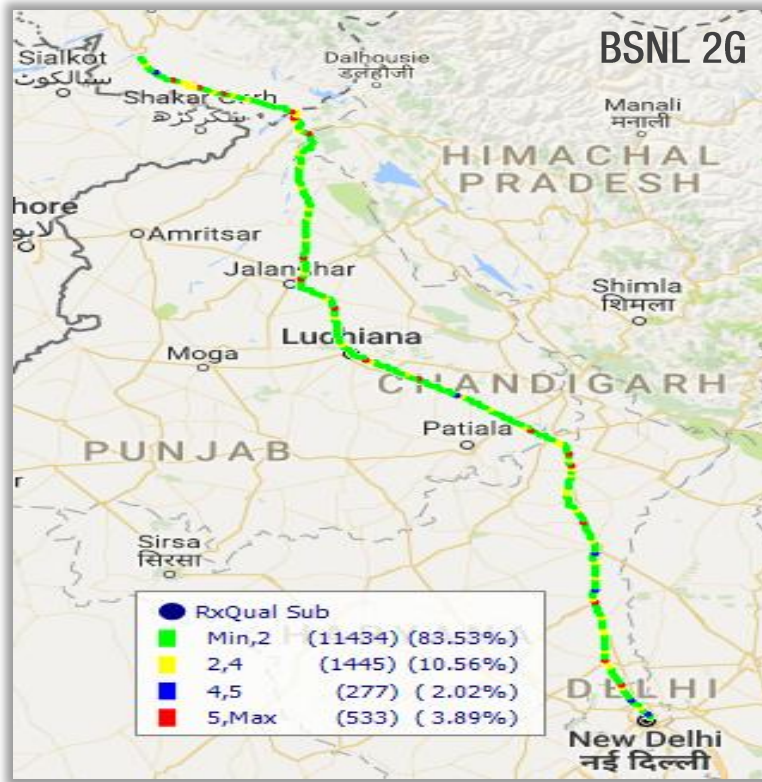 BSNL 2G
Sialkot
سيالكوٹ
Dalhousie
डलहौजी
Shakar Garh
شکرگڑھ
Manali
मनाली
HIMACHAL
PRADESH
hore
لاہو
Amritsar
Jalandhar
Shimla
शिमला
Ludhiana
Moga
CHANDIGARH
Patiala
PUNJAB
r
Sirsa
सिरसा
RxQual Sub
Min,2 (11434) (83.53%)
2,4 (1445) (10.56%)
4,5 (277) ( 2.02%)
5,Max (533) ( 3.89%)
HARYANA
DELHI
New Delhi
नई दिल्ली